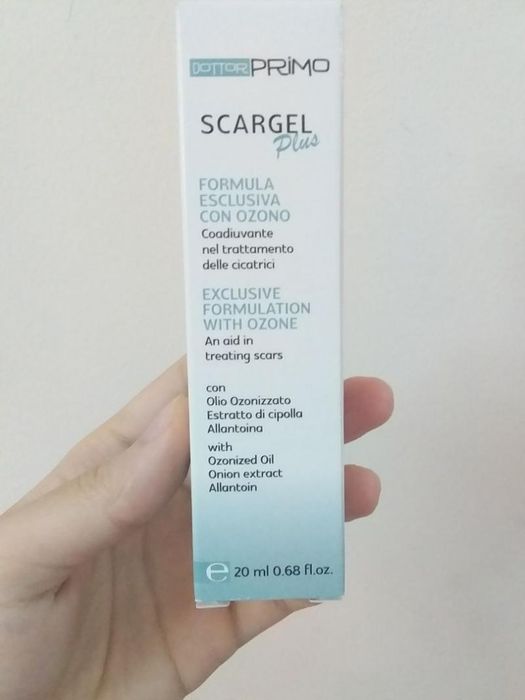 DOTTOR PRIMO
SCARGEL
Plus
FORMULA
ESCLUSIVA
CON OZONO
Coadiuvante
nel trattamento
delle cicatrici
EXCLUSIVE
FORMULATION
WITH OZONE
An aid in
treating scars
con
Olio Ozonizzato
Estratto di cipolla
Allantoina
with
Ozonized Oil
Onion extract
Allantoin
℮ 20 ml 0.68 fl.oz.